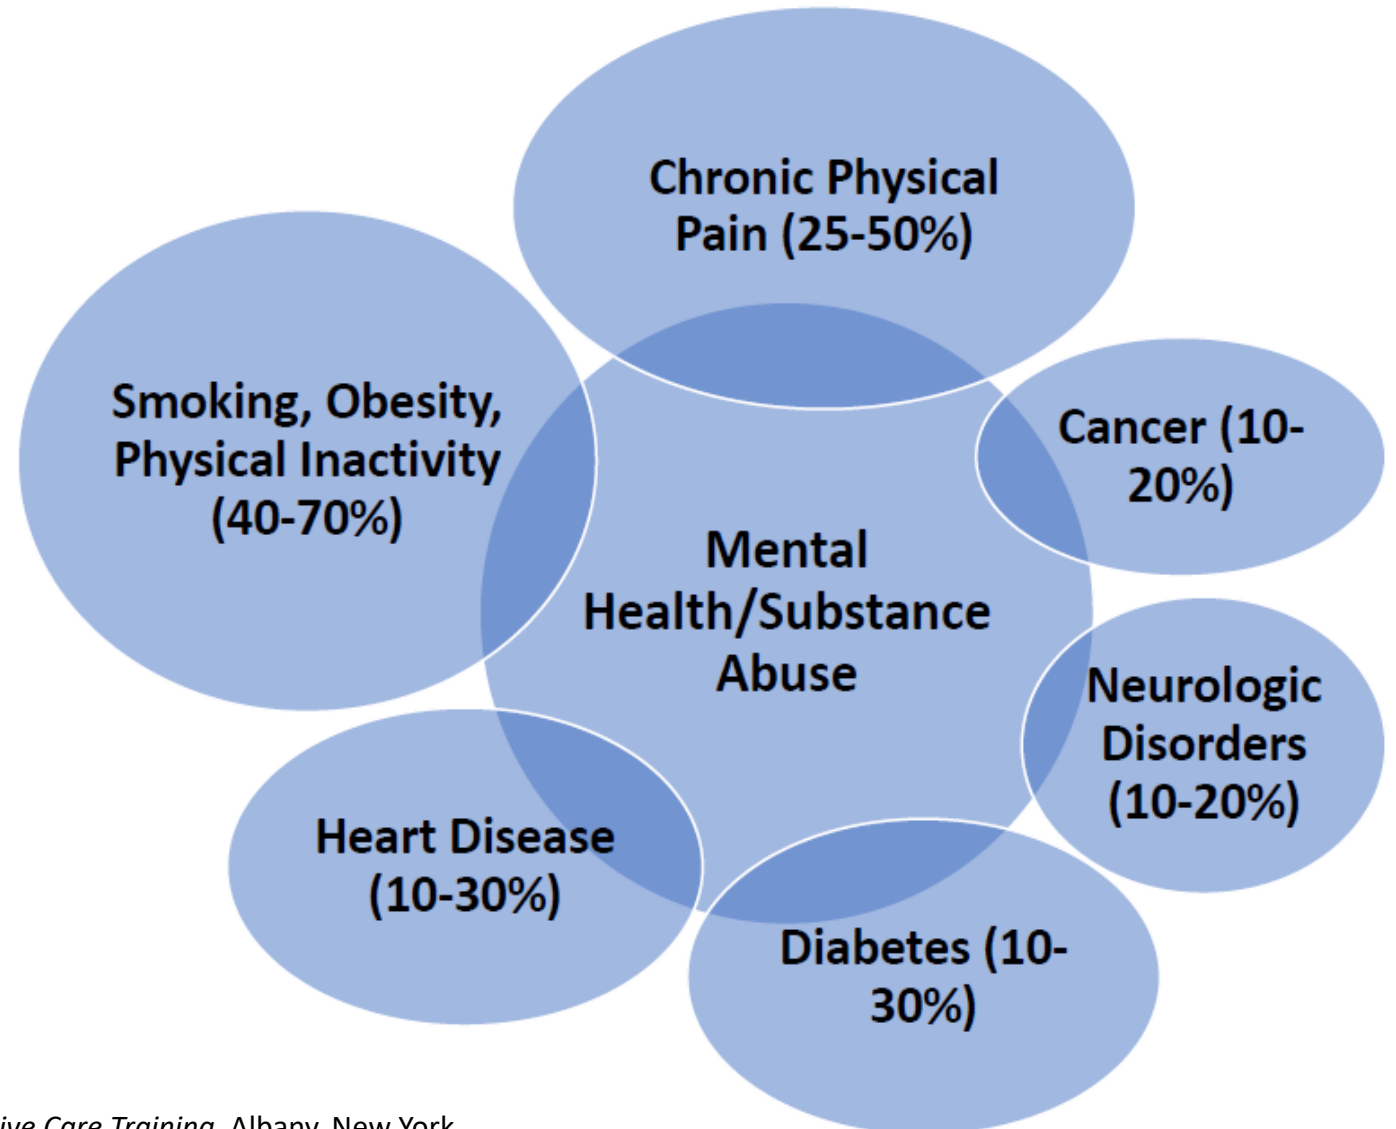 Chronic Physical
Pain (25-50%)
Smoking, Obesity,
Physical Inactivity
(40-70%)
Cancer (10-
20%)
Mental
Health/Substance
Abuse
Neurologic
Disorders
(10-20%)
Heart Disease
(10-30%)
Diabetes (10-
30%)
Care Training, Albany, New York